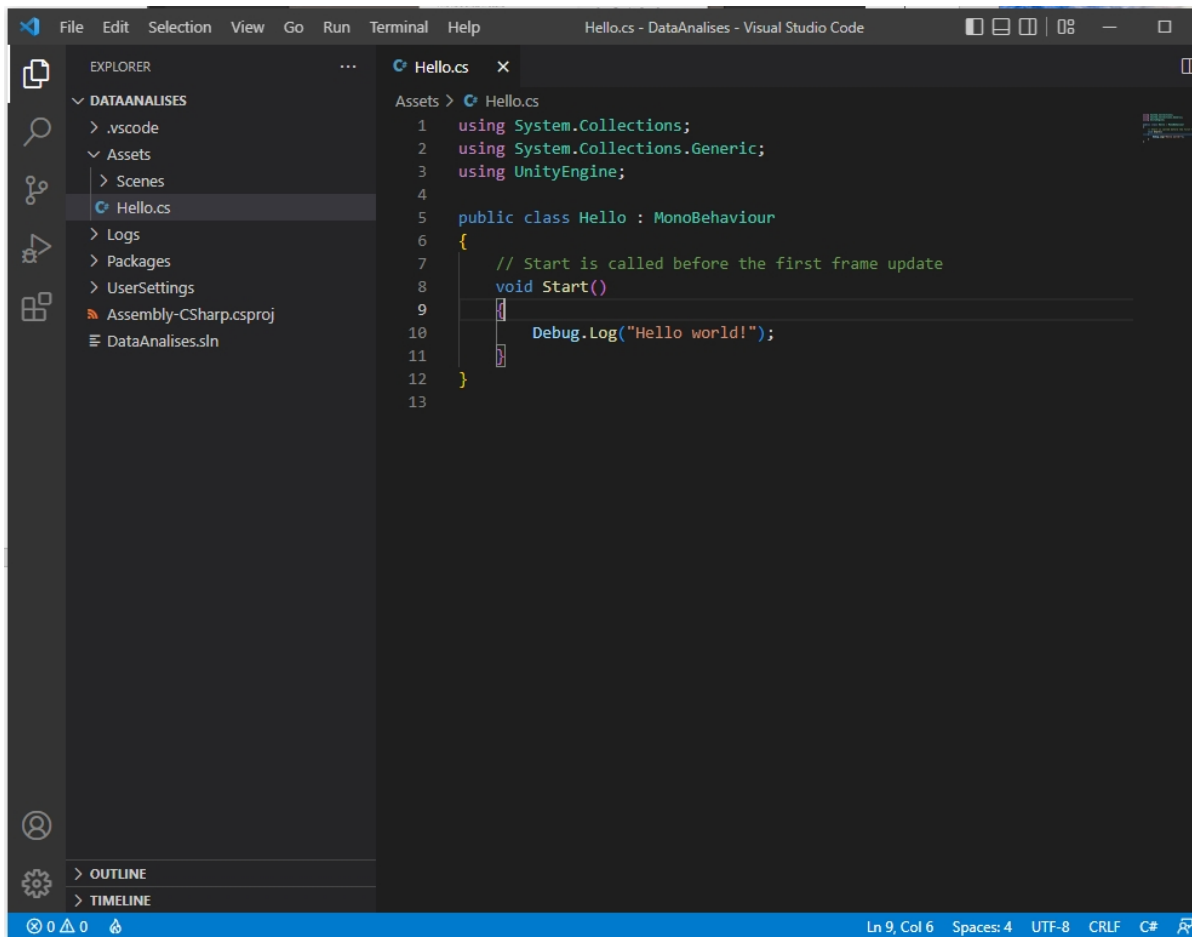 File Edit Selection View Go Run Terminal Help Hello.cs - DataAnalises - Visual Studio Code
EXPLORER
DATAANALISES
.vscode
Assets
Scenes
Hello.cs
Logs
Packages
UserSettings
Assembly-CSharp.csproj
DataAnalises.sln
OUTLINE
TIMELINE
Hello.cs
Assets > Hello.cs
1 using System.Collections;
2 using System.Collections.Generic;
3 using UnityEngine;
4
5 public class Hello : MonoBehaviour
6 {
7 // Start is called before the first frame update
8 void Start()
9 {
10 Debug.Log("Hello world!");
11 }
12 }
13
0 0 Ln 9, Col 6 Spaces: 4 UTF-8 CRLF C#